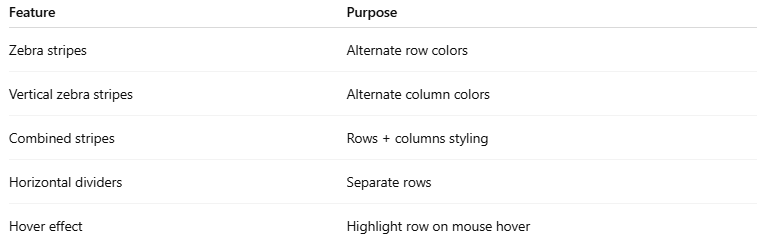 Feature Purpose
Zebra stripes Alternate row colors
Vertical zebra stripes Alternate column colors
Combined stripes Rows + columns styling
Horizontal dividers Separate rows
Hover effect Highlight row on mouse hover